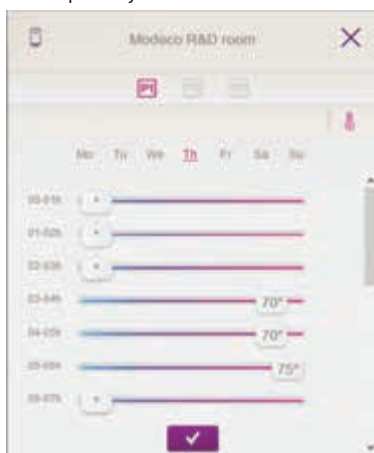 Modeco R&D room
P1
Mo Tu We Th Fr Sa Su
00-01h
01-02h
02-03h
03-04h 70°
04-05h 70°
05-06h 75°
06-07h